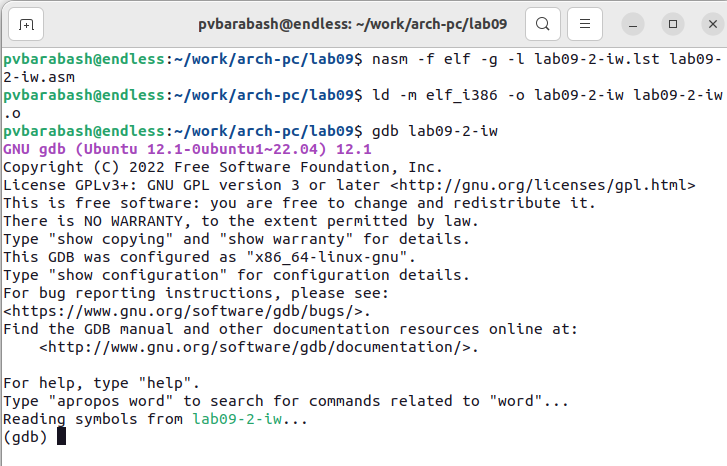 pvbarabash@endless: ~/work/arch-pc/lab09
pvbarabash@endless:~/work/arch-pc/lab09$ nasm -f elf -g -l lab09-2-iw.lst lab09-
2-iw.asm
pvbarabash@endless:~/work/arch-pc/lab09$ ld -m elf_i386 -o lab09-2-iw lab09-2-iw
.o
pvbarabash@endless:~/work/arch-pc/lab09$ gdb lab09-2-iw
GNU gdb (Ubuntu 12.1-0ubuntu1~22.04) 12.1
Copyright (C) 2022 Free Software Foundation, Inc.
License GPLv3+: GNU GPL version 3 or later <http://gnu.org/licenses/gpl.html>
This is free software: you are free to change and redistribute it.
There is NO WARRANTY, to the extent permitted by law.
Type "show copying" and "show warranty" for details.
This GDB was configured as "x86_64-linux-gnu".
Type "show configuration" for configuration details.
For bug reporting instructions, please see:
<https://www.gnu.org/software/gdb/bugs/>.
Find the GDB manual and other documentation resources online at:
    <http://www.gnu.org/software/gdb/documentation/>.

For help, type "help".
Type "apropos word" to search for commands related to "word"...
Reading symbols from lab09-2-iw...
(gdb)